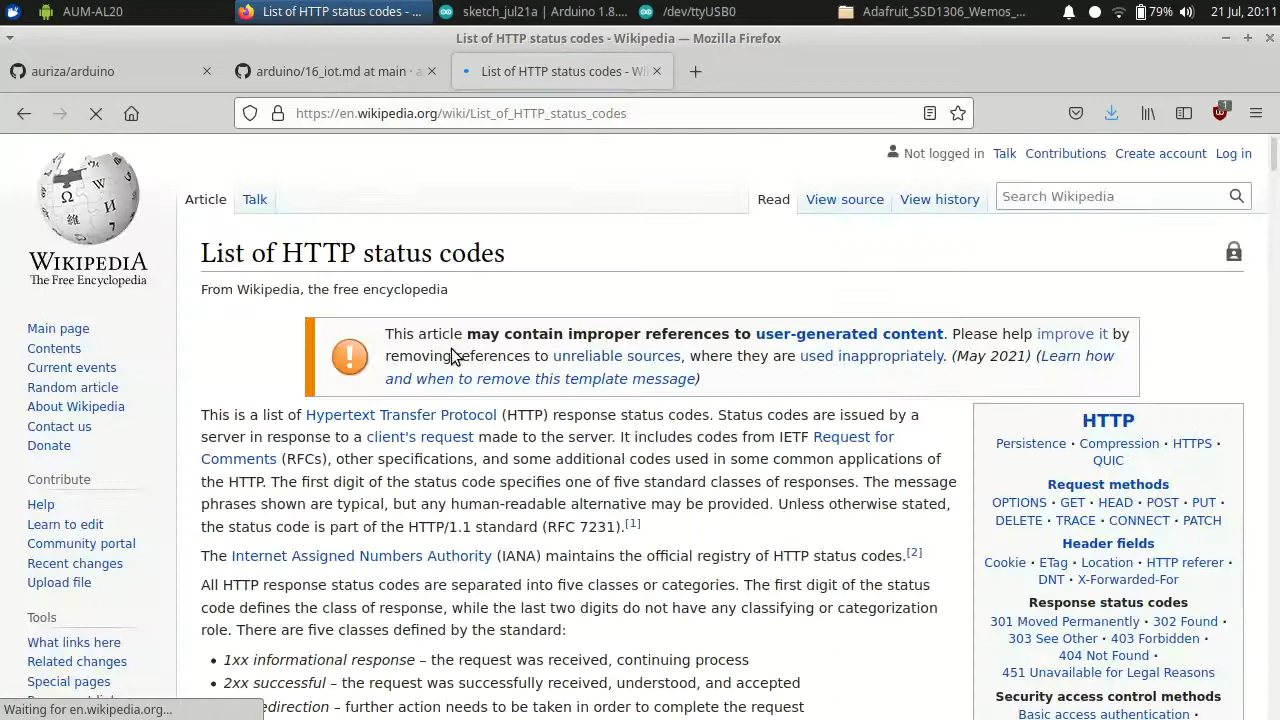 AUM-AL20
List of HTTP status codes - ...
sketch_jul21a | Arduino 1.8....
/dev/ttyUSB0
Adafruit_SSD1306_Wemos_...
79%
21 Jul, 20:11
List of HTTP status codes - Wikipedia — Mozilla Firefox
auriza/arduino
arduino/16_iot.md at main · a
List of HTTP status codes - Wi
https://en.wikipedia.org/wiki/List_of_HTTP_status_codes
1
Not logged in Talk Contributions Create account Log in
Article Talk Read View source View history Search Wikipedia
WIKIPEDIA
The Free Encyclopedia
Main page
Contents
Current events
Random article
About Wikipedia
Contact us
Donate
Contribute
Help
Learn to edit
Community portal
Recent changes
Upload file
Tools
What links here
Related changes
Special pages
List of HTTP status codes
From Wikipedia, the free encyclopedia
This article may contain improper references to user-generated content. Please help improve it by
removing references to unreliable sources, where they are used inappropriately. (May 2021) (Learn how
and when to remove this template message)
This is a list of Hypertext Transfer Protocol (HTTP) response status codes. Status codes are issued by a
server in response to a client's request made to the server. It includes codes from IETF Request for
Comments (RFCs), other specifications, and some additional codes used in some common applications of
the HTTP. The first digit of the status code specifies one of five standard classes of responses. The message
phrases shown are typical, but any human-readable alternative may be provided. Unless otherwise stated,
the status code is part of the HTTP/1.1 standard (RFC 7231).[1]
The Internet Assigned Numbers Authority (IANA) maintains the official registry of HTTP status codes.[2]
All HTTP response status codes are separated into five classes or categories. The first digit of the status
code defines the class of response, while the last two digits do not have any classifying or categorization
role. There are five classes defined by the standard:
• 1xx informational response – the request was received, continuing process
• 2xx successful – the request was successfully received, understood, and accepted
edirection – further action needs to be taken in order to complete the request
HTTP
Persistence · Compression · HTTPS ·
QUIC
Request methods
OPTIONS · GET · HEAD · POST · PUT ·
DELETE · TRACE · CONNECT · PATCH
Header fields
Cookie · ETag · Location · HTTP referer ·
DNT · X-Forwarded-For
Response status codes
301 Moved Permanently · 302 Found ·
303 See Other · 403 Forbidden ·
404 Not Found ·
451 Unavailable for Legal Reasons
Security access control methods
Basic access authentication ·
Waiting for en.wikipedia.org...